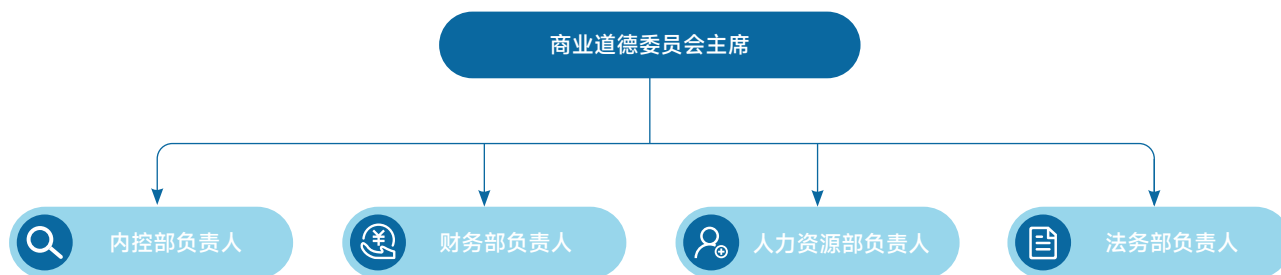 商业道德委员会主席
内控部负责人
财务部负责人
人力资源部负责人
法务部负责人